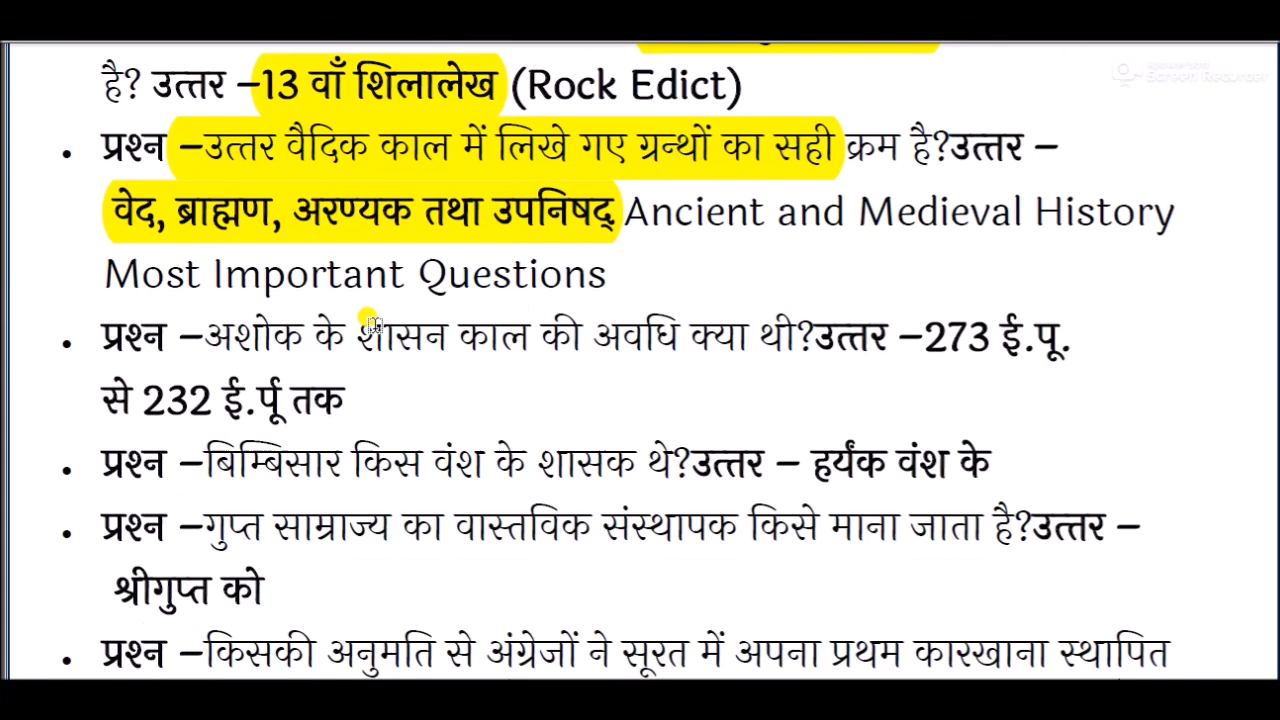 है? उत्तर –13 वाँ शिलालेख (Rock Edict)
• प्रश्न –उत्तर वैदिक काल में लिखे गए ग्रन्थों का सही क्रम है?उत्तर –
वेद, ब्राह्मण, अरण्यक तथा उपनिषद् Ancient and Medieval History
Most Important Questions
• प्रश्न –अशोक के शासन काल की अवधि क्या थी?उत्तर –273 ई.पू.
से 232 ई.र्पू तक
• प्रश्न –बिम्बिसार किस वंश के शासक थे?उत्तर – हर्यंक वंश के
• प्रश्न –गुप्त साम्राज्य का वास्तविक संस्थापक किसे माना जाता है?उत्तर –
श्रीगुप्त को
• प्रश्न –किसकी अनुमति से अंग्रेजों ने सूरत में अपना प्रथम कारखाना स्थापित
Screen Recorder